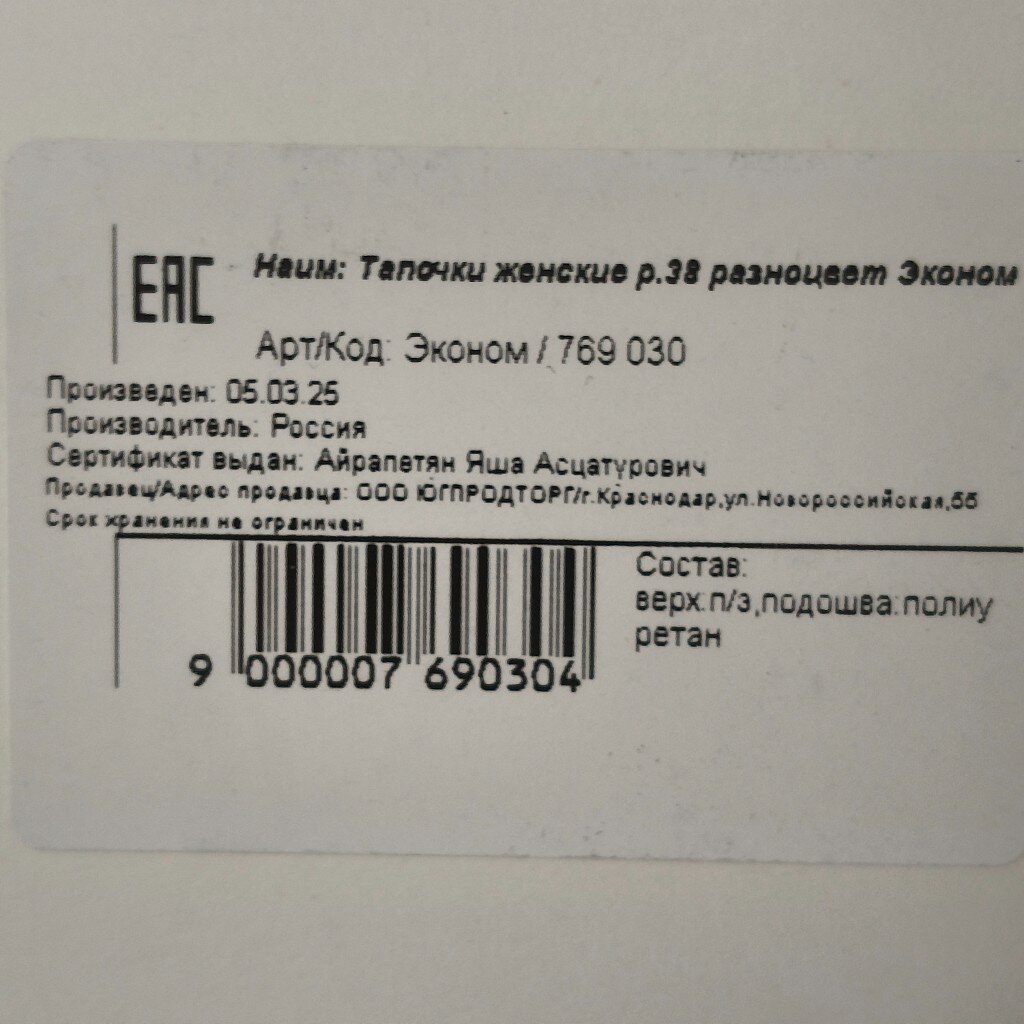 EAC
Наим: Тапочки женские р.38 разноцвет Эконом
Арт/Код: Эконом / 769 030
Произведен: 05.03.25
Производитель: Россия
Сертификат выдан: Айрапетян Яша Асцатурович
Продавец/Адрес продавца: ООО ЮГПРОДТОРГ/г.Краснодар,ул.Новороссийская,55
Срок хранения не ограничен
9 000007 690304
Состав:
верх:п/э,подошва:полиу
ретан